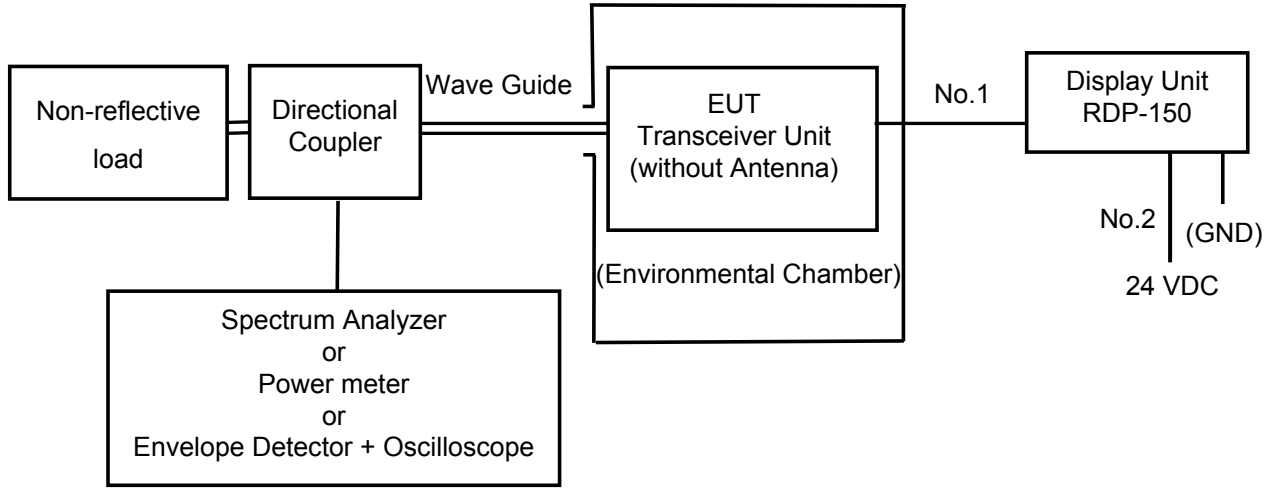 Non-reflective
load
Directional
Coupler
Wave Guide
EUT
Transceiver Unit
(without Antenna)
(Environmental Chamber)
No.1
Display Unit
RDP-150
No.2
(GND)
24 VDC
Spectrum Analyzer
or
Power meter
or
Envelope Detector + Oscilloscope